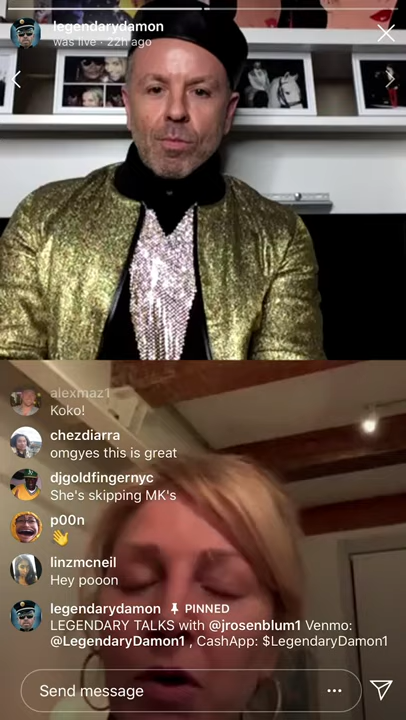 legendarydamon
was live · 22h ago
alexmaz1
Koko!
chezdiarra
omgyes this is great
djgoldfingernyc
She's skipping MK's
p00n
👋
linzmcneil
Hey pooon
legendarydamon PINNED
LEGENDARY TALKS with @jrosenblum1 Venmo:
@LegendaryDamon1 , CashApp: $LegendaryDamon1
Send message